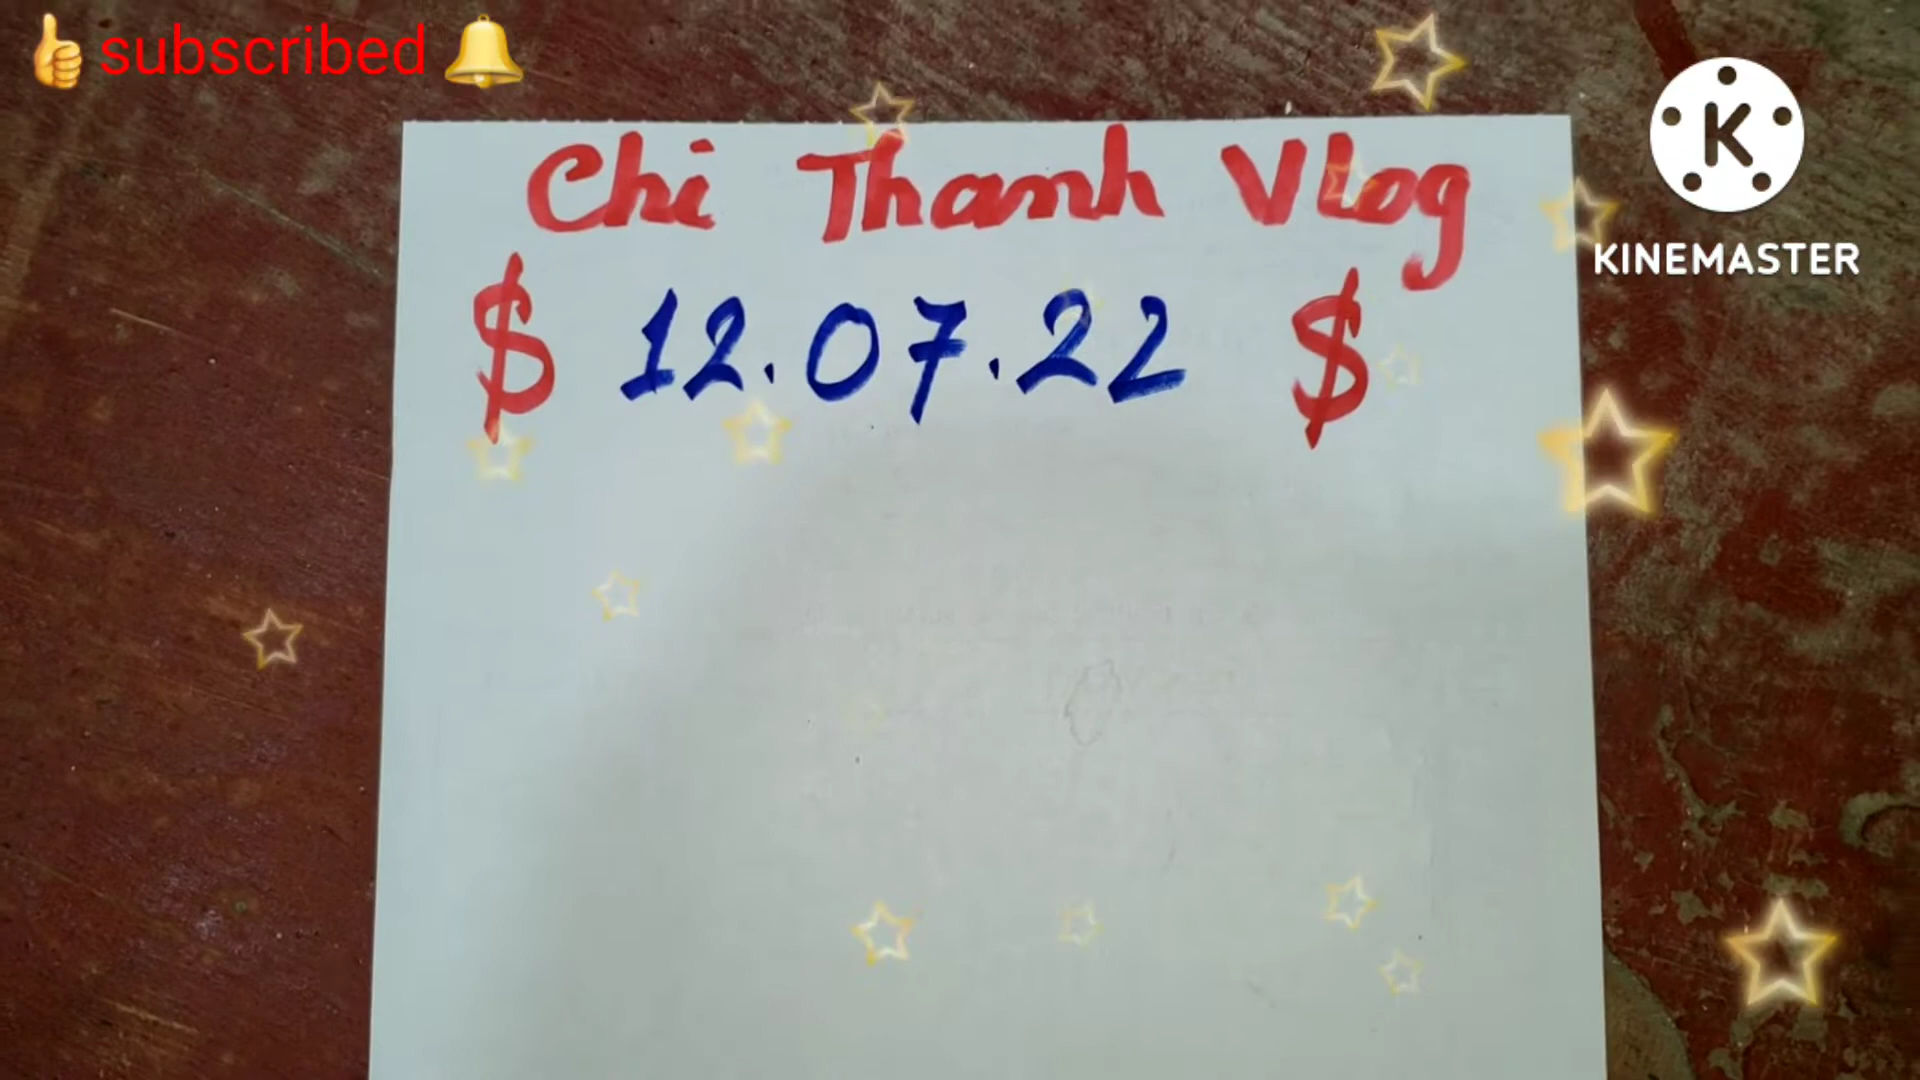 👍 subscribed 🔔
Chi Thanh Vlog
$ 12.07.22 $
K
KINEMASTER